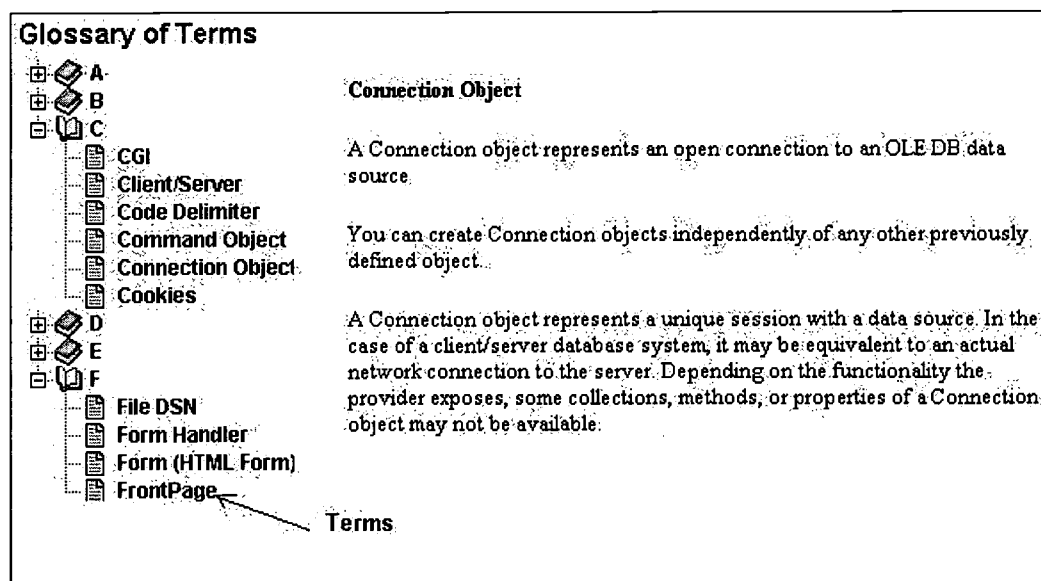 Glossary of Terms
A
B
C
CGI
Client/Server
Code Delimiter
Command Object
Connection Object
Cookies
D
E
F
File DSN
Form Handler
Form (HTML Form)
FrontPage
Terms
Connection Object
A Connection object represents an open connection to an OLE DB data
source.
You can create Connection objects independently of any other previously
defined object.
A Connection object represents a unique session with a data source. In the
case of a client/server database system, it may be equivalent to an actual
network connection to the server. Depending on the functionality the
provider exposes, some collections, methods, or properties of a Connection
object may not be available.